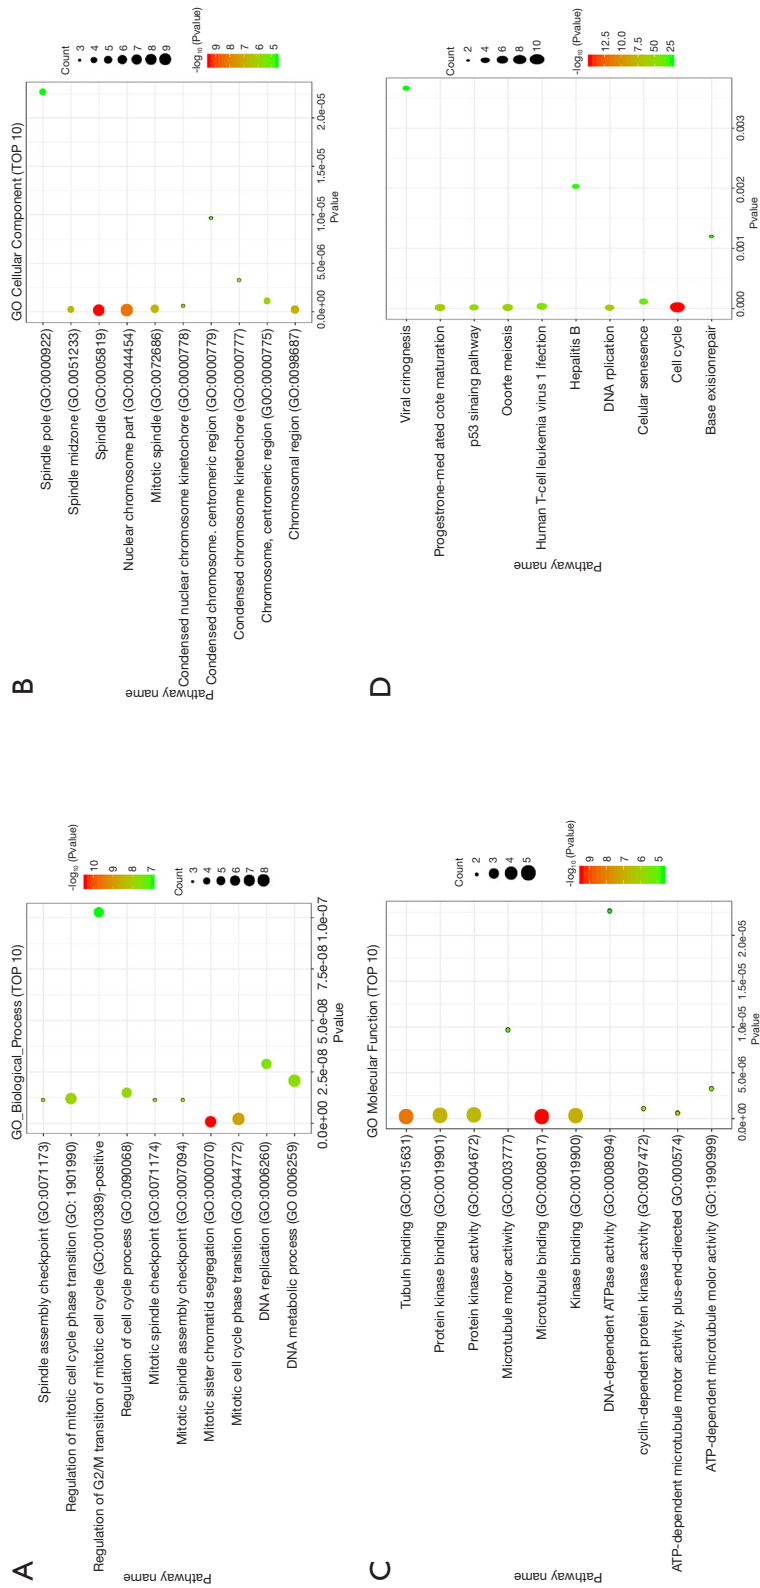 A
GO_Biological_Process (TOP 10)
Pathway name
Spindle assembly checkpoint (GO:0071173)
Regulation of mitotic cell cycle phase transition (GO: 1901990)
Regulation of G2/M transition of mitotic cell cycle (GO:0010389)-positive
Regulation of cell cycle process (GO:0090068)
Mitotic spindle checkpoint (GO:0071174)
Mitotic spindle assembly checkpoint (GO:0007094)
Mitotic sister chromatid segregation (GO:0000070)
Mitotic cell cycle phase transition (GO:0044772)
DNA replication (GO:0006260)
DNA metabolic process (GO 0006259)
0.0e+00 2.5e-08 5.0e-08 7.5e-08 1.0e-07
Pvalue
-log10 (Pvalue)
10
9
8
7
Count
3
4
5
6
7
8
B
GO Cellular Component (TOP 10)
Pathway name
Spindle pole (GO:0000922)
Spindle midzone (GO.0051233)
Spindle (GO:0005819)
Nuclear chromosome part (GO:0044454)
Mitotic spindle (GO:0072686)
Condensed nuclear chromosome kinetochore (GO:0000778)
Condensed chromosome. centromeric region (GO:0000779)
Condensed chromosome kinetochore (GO:0000777)
Chromosome, centromeric region (G0O:0000775)
Chromosomal region (GO:0098687)
0.0e+00 5.0e-06 1.0e-05 1.5e-05 2.0e-05
Pvalue
Count
3
4
5
6
7
8
9
-log10 (Pvalue)
9
8
7
6
5
C
GO Molecular Function (TOP 10)
Pathway name
Tubuln binding (GO:0015631)
Protein kinase binding (GO:0019901)
Protein kinase actvity (GO:0004672)
Microtubule molor activity (GO:0003777)
Microtubule binding (GO:0008017)
Kinase binding (GO:0019900)
DNA-dependent ATPase activity (GO:0008094)
cyclin-dependent protein kinase actvity (GO:0097472)
ATP-dependent microtubule motor activity. plus-end-directed GO:000574)
ATP-dependent microtubule molor activity (GO:1990999)
0.0e+00 5.0e-06 1.0e-05 1.5e-05 2.0e-05
Pvalue
Count
2
3
4
5
-log10 (Pvalue)
9
8
7
6
5
D
Pathway name
Viral crinognesis
Progestrone-med ated cote maturation
p53 sinaing palhway
Ooorte meiosis
Human T-cell leukemia virus 1 ifection
Hepalitis B
DNA rplication
Celular senesence
Cell cycle
Base exisionrepair
0.000 0.001 0.002 0.003
Pvalue
Count
2
4
6
8
10
-log10 (Pvalue)
12.5
10.0
7.5
50
25